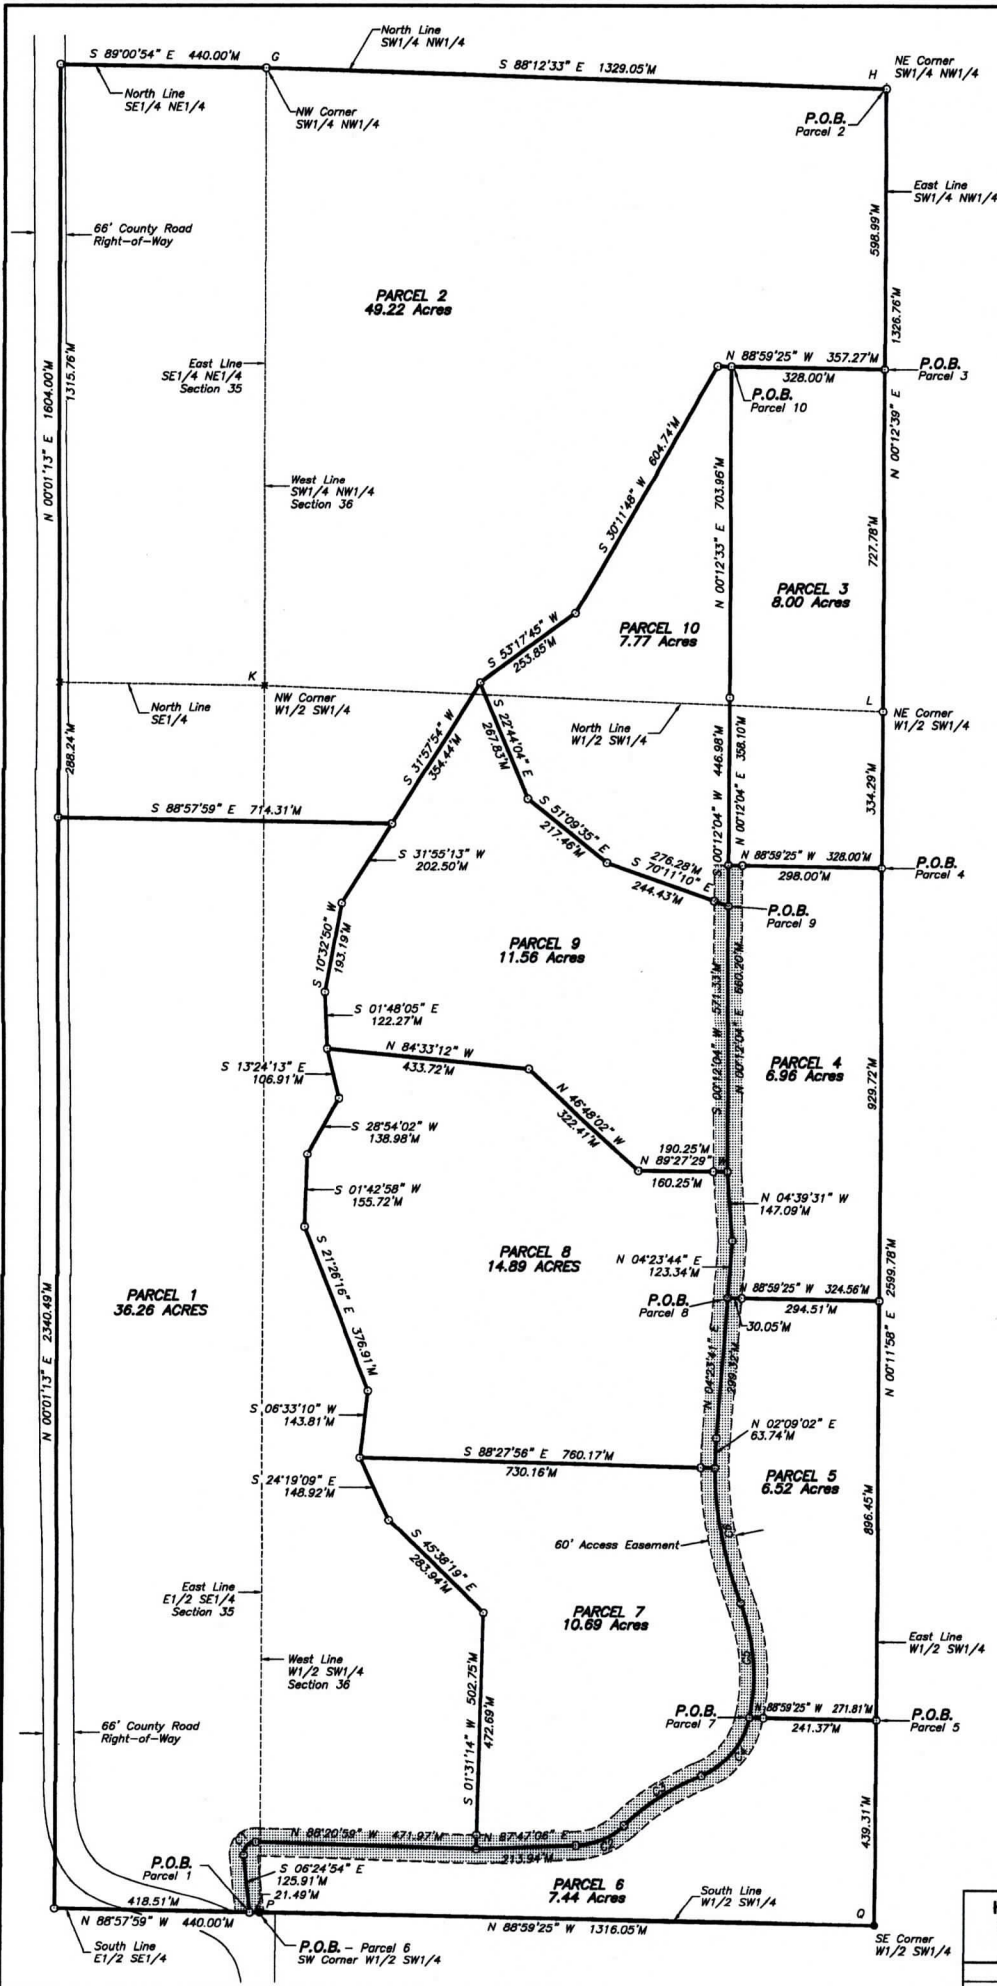 North Line
SW1/4 NW1/4
S 89°00'54" E 440.00'M
G
S 88°12'33" E 1329.05'M
H
NE Corner
SW1/4 NW1/4
North Line
SE1/4 NE1/4
NW Corner
SW1/4 NW1/4
P.O.B.
Parcel 2
East Line
SW1/4 NW1/4
66' County Road
Right-of-Way
598.99'M
PARCEL 2
49.22 Acres
1326.76'M
1315.76'M
N 00°01'13" E 1604.00'M
East Line
SE1/4 NE1/4
Section 35
N 88°59'25" W 357.27'M
328.00'M
P.O.B.
Parcel 3
P.O.B.
Parcel 10
N 00°12'39" E
West Line
SW1/4 NW1/4
Section 36
S 30°11'48" W 604.74'M
N 00°12'33" E 703.96'M
727.78'M
PARCEL 3
8.00 Acres
PARCEL 10
7.77 Acres
S 53°17'45" W
253.85'M
K
NW Corner
W1/2 SW1/4
North Line
SE1/4
L
NE Corner
W1/2 SW1/4
North Line
W1/2 SW1/4
288.24'M
S 31°57'54" W
354.44'M
S 22°44'04" E
267.83'M
S 00°12'04" W 446.98'M
N 00°12'04" E 358.10'M
334.29'M
S 88°57'59" E 714.31'M
S 51°09'35" E
217.46'M
S 31°55'13" W
202.50'M
276.28'M
S 70°11'10" E
244.43'M
N 88°59'25" W 328.00'M
298.00'M
P.O.B.
Parcel 4
P.O.B.
Parcel 9
S 10°32'50" W
193.19'M
PARCEL 9
11.56 Acres
S 01°48'05" E
122.27'M
S 00°12'04" W 571.33'M
N 00°12'04" E 660.20'M
N 84°33'12" W
433.72'M
S 13°24'13" E
106.91'M
PARCEL 4
6.96 Acres
929.72'M
N 46°48'02" W
322.41'M
S 28°54'02" W
138.98'M
190.25'M
N 89°27'29" W
160.25'M
S 01°42'58" W
155.72'M
N 04°39'31" W
147.09'M
S 21°26'16" E 376.91'M
PARCEL 8
14.89 ACRES
N 04°23'44" E
123.34'M
PARCEL 1
36.26 ACRES
N 88°59'25" W 324.56'M
294.51'M
P.O.B.
Parcel 8
30.05'M
N 00°11'58" E 2599.78'M
N 00°01'13" E 2340.49'M
N 04°23'41" E
299.32'M
S 06°33'10" W
143.81'M
N 02°09'02" E
63.74'M
S 88°27'56" E 760.17'M
730.16'M
S 24°19'09" E
148.92'M
PARCEL 5
6.52 Acres
896.45'M
C6
S 45°38'19" E
283.94'M
60' Access Easement
East Line
E1/2 SE1/4
Section 35
PARCEL 7
10.69 Acres
C5
East Line
W1/2 SW1/4
West Line
W1/2 SW1/4
Section 36
S 01°31'14" W 502.75'M
472.69'M
P.O.B.
Parcel 7
N 88°59'25" W 271.81'M
241.37'M
P.O.B.
Parcel 5
66' County Road
Right-of-Way
C4
C3
439.31'M
N 88°20'59" W 471.97'M
N 87°47'06" E
213.94'M
C2
P.O.B.
Parcel 1
S 06°24'54" E
125.91'M
21.49'M
PARCEL 6
7.44 Acres
418.51'M
N 88°57'59" W 440.00'M
P
South Line
W1/2 SW1/4
N 88°59'25" W 1316.05'M
Q
South Line
E1/2 SE1/4
P.O.B. – Parcel 6
SW Corner W1/2 SW1/4
SE Corner
W1/2 SW1/4